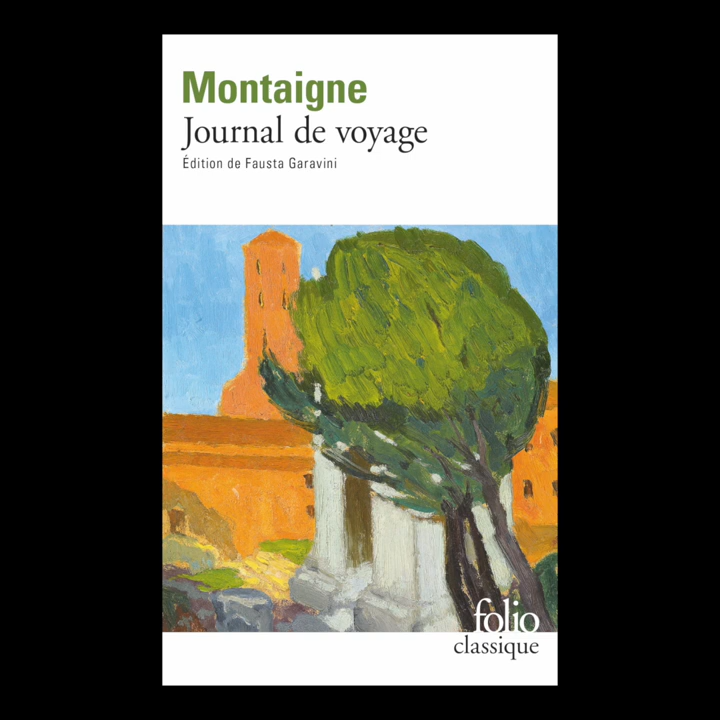 Montaigne
Journal de voyage
Édition de Fausta Garavini
folio
classique